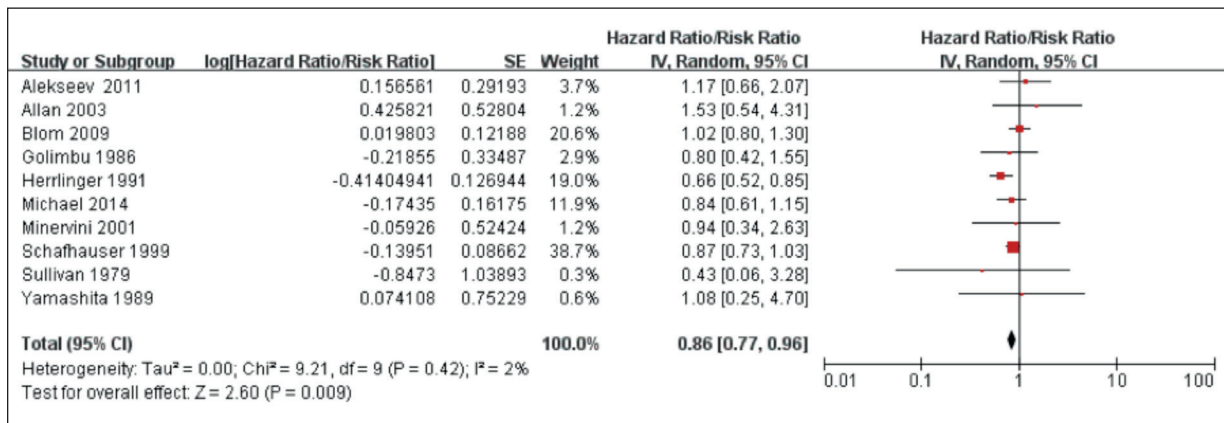 Hazard Ratio/Risk Ratio Hazard Ratio/Risk Ratio
Study or Subgroup log[Hazard Ratio/Risk Ratio] SE Weight IV, Random, 95% CI IV, Random, 95% CI
Alekseev 2011 0.156561 0.29193 3.7% 1.17 [0.66, 2.07]
Allan 2003 0.425821 0.52804 1.2% 1.53 [0.54, 4.31]
Blom 2009 0.019803 0.12188 20.6% 1.02 [0.80, 1.30]
Golimbu 1986 -0.21855 0.33487 2.9% 0.80 [0.42, 1.55]
Herrlinger 1991 -0.41404941 0.126944 19.0% 0.66 [0.52, 0.85]
Michael 2014 -0.17435 0.16175 11.9% 0.84 [0.61, 1.15]
Minervini 2001 -0.05926 0.52424 1.2% 0.94 [0.34, 2.63]
Schafhauser 1999 -0.13951 0.08662 38.7% 0.87 [0.73, 1.03]
Sullivan 1979 -0.8473 1.03893 0.3% 0.43 [0.06, 3.28]
Yamashita 1989 0.074108 0.75229 0.6% 1.08 [0.25, 4.70]
Total (95% CI) 100.0% 0.86 [0.77, 0.96]
Heterogeneity: Tau² = 0.00; Chi² = 9.21, df = 9 (P = 0.42); I² = 2%
Test for overall effect: Z = 2.60 (P = 0.009)
0.01 0.1 1 10 100